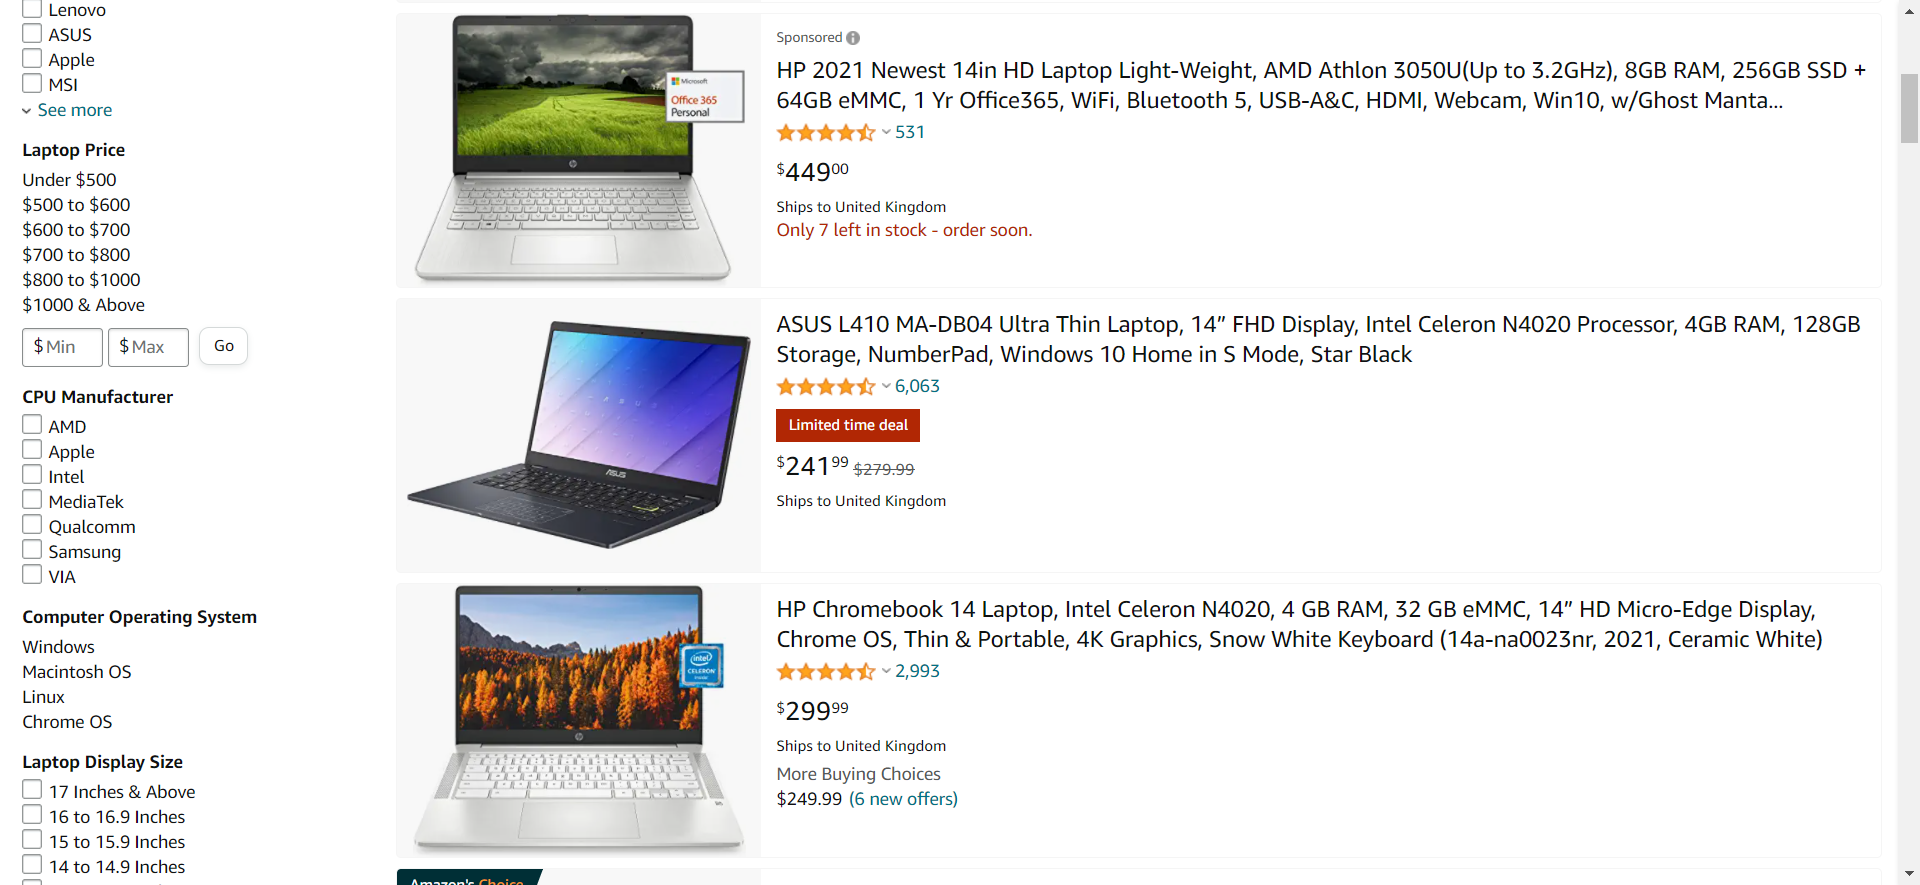 Lenovo
ASUS
Apple
MSI
See more
Laptop Price
Under $500
$500 to $600
$600 to $700
$700 to $800
$800 to $1000
$1000 & Above
$ Min $ Max Go
CPU Manufacturer
AMD
Apple
Intel
MediaTek
Qualcomm
Samsung
VIA
Computer Operating System
Windows
Macintosh OS
Linux
Chrome OS
Laptop Display Size
17 Inches & Above
16 to 16.9 Inches
15 to 15.9 Inches
14 to 14.9 Inches
Microsoft
Office 365
Personal
hp
Sponsored
HP 2021 Newest 14in HD Laptop Light-Weight, AMD Athlon 3050U(Up to 3.2GHz), 8GB RAM, 256GB SSD +
64GB eMMC, 1 Yr Office365, WiFi, Bluetooth 5, USB-A&C, HDMI, Webcam, Win10, w/Ghost Manta...
531
$44900
Ships to United Kingdom
Only 7 left in stock - order soon.
ASUS
ASUS L410 MA-DB04 Ultra Thin Laptop, 14” FHD Display, Intel Celeron N4020 Processor, 4GB RAM, 128GB
Storage, NumberPad, Windows 10 Home in S Mode, Star Black
6,063
Limited time deal
$24199 $279.99
Ships to United Kingdom
intel
CELERON
hp
HP Chromebook 14 Laptop, Intel Celeron N4020, 4 GB RAM, 32 GB eMMC, 14” HD Micro-Edge Display,
Chrome OS, Thin & Portable, 4K Graphics, Snow White Keyboard (14a-na0023nr, 2021, Ceramic White)
2,993
$29999
Ships to United Kingdom
More Buying Choices
$249.99 (6 new offers)
Amazon's Choice